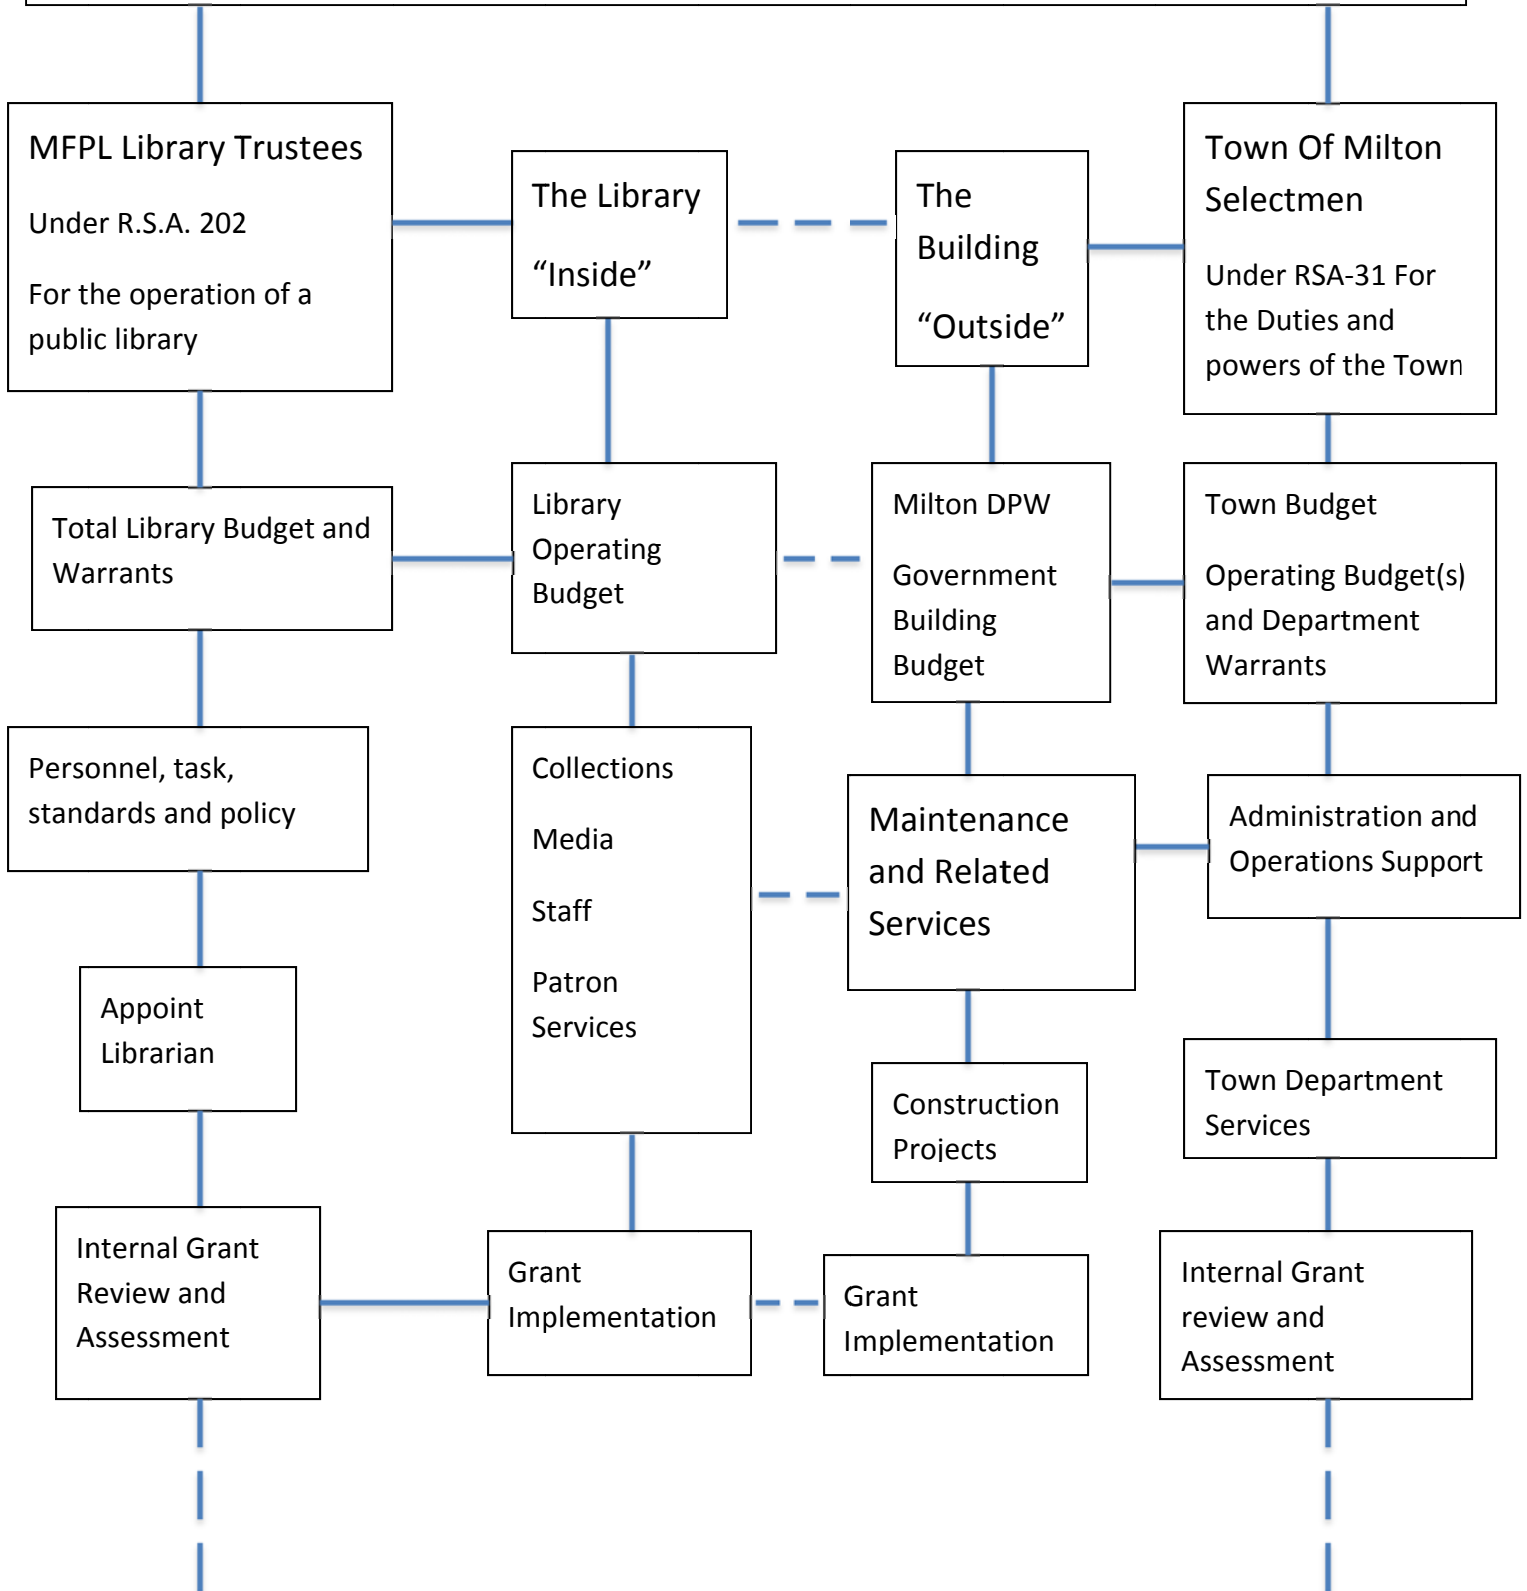 MFPL Library Trustees
Under R.S.A. 202
For the operation of a
public library
The Library
“Inside”
The
Building
“Outside”
Town Of Milton
Selectmen
Under RSA-31 For
the Duties and
powers of the Town
Total Library Budget and
Warrants
Library
Operating
Budget
Milton DPW
Government
Building
Budget
Town Budget
Operating Budget(s)
and Department
Warrants
Personnel, task,
standards and policy
Collections
Media
Staff
Patron
Services
Maintenance
and Related
Services
Administration and
Operations Support
Appoint
Librarian
Construction
Projects
Town Department
Services
Internal Grant
Review and
Assessment
Grant
Implementation
Grant
Implementation
Internal Grant
review and
Assessment